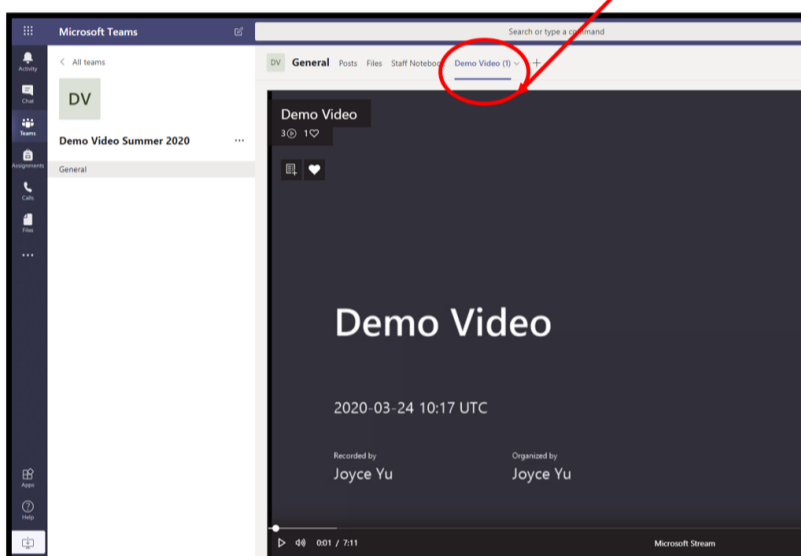 Microsoft Teams
Search or type a command
Activity
Chat
Teams
Assignments
Calls
Files
Apps
Help
All teams
DV
Demo Video Summer 2020
General
DV General Posts Files Staff Notebook Demo Video (1)
Demo Video
3 1
Demo Video
2020-03-24 10:17 UTC
Recorded by Organized by
Joyce Yu Joyce Yu
0:01 / 7:11 Microsoft Stream